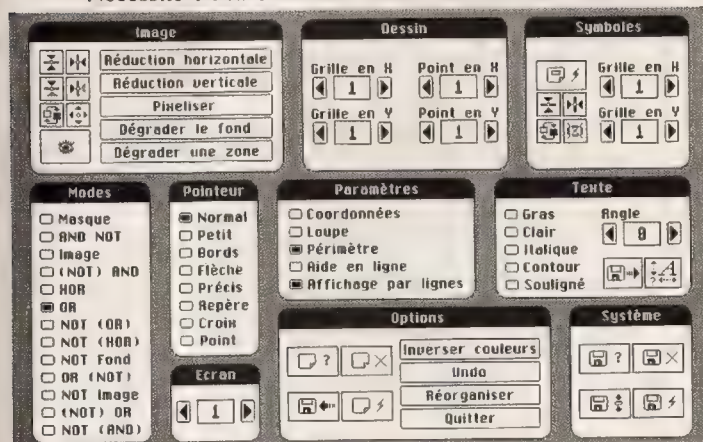 Image
Réduction horizontale
Réduction verticale
Pixeliser
Dégrader le fond
Dégrader une zone
Dessin
Grille en X
Point en X
1
1
Grille en Y
Point en Y
1
1
Symboles
Grille en X
1
Grille en Y
1
Modes
Masque
AND NOT
Image
(NOT) AND
XOR
OR
NOT (OR)
NOT (XOR)
NOT Fond
OR (NOT)
NOT Image
(NOT) OR
NOT (AND)
Pointeur
Normal
Petit
Bords
Flèche
Précis
Repère
Croix
Point
Ecran
1
Paramètres
Coordonnées
Loupe
Périmètre
Aide en ligne
Affichage par lignes
Texte
Gras
Clair
Italique
Contour
Souligné
Angle
0
Options
?
Inverser couleurs
Undo
Réorganiser
Quitter
Système
?